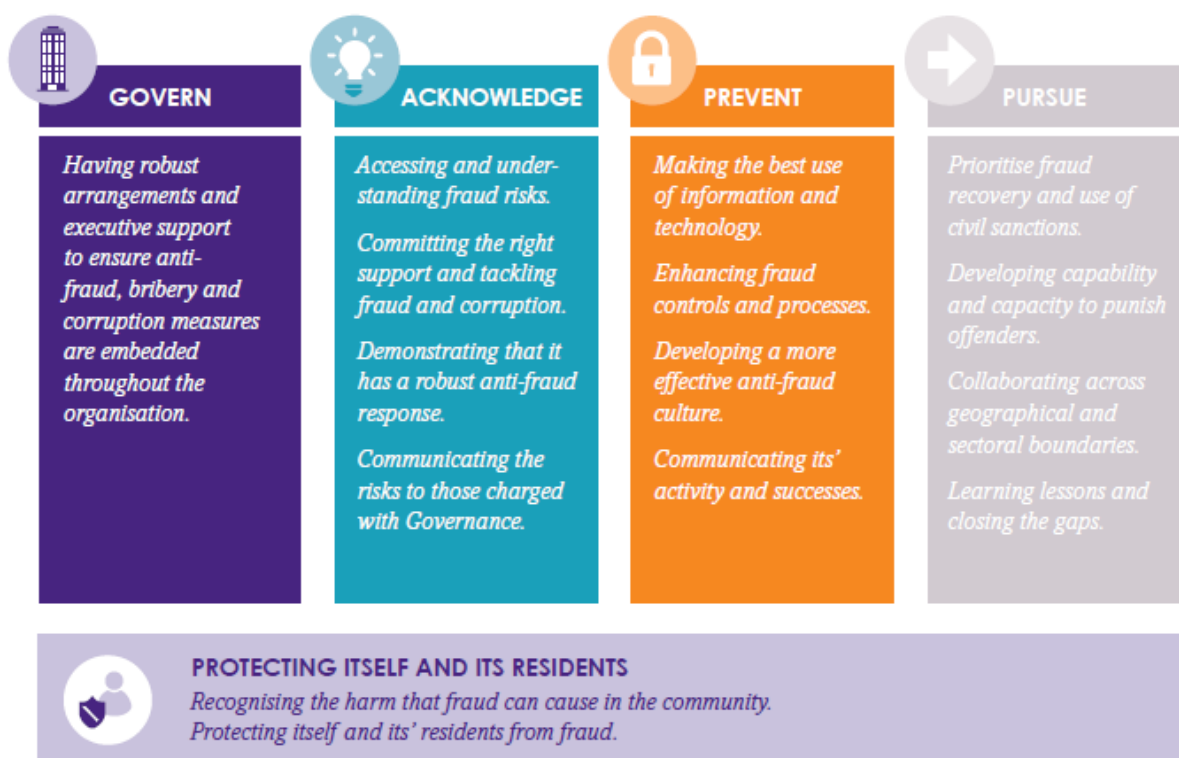 GOVERN
Having robust
arrangements and
executive support
to ensure anti-
fraud, bribery and
corruption measures
are embedded
throughout the
organisation.
ACKNOWLEDGE
Accessing and under-
standing fraud risks.
Committing the right
support and tackling
fraud and corruption.
Demonstrating that it
has a robust anti-fraud
response.
Communicating the
risks to those charged
with Governance.
PREVENT
Making the best use
of information and
technology.
Enhancing fraud
controls and processes.
Developing a more
effective anti-fraud
culture.
Communicating its’
activity and successes.
PURSUE
Prioritise fraud
recovery and use of
civil sanctions.
Developing capability
and capacity to punish
offenders.
Collaborating across
geographical and
sectoral boundaries.
Learning lessons and
closing the gaps.
PROTECTING ITSELF AND ITS RESIDENTS
Recognising the harm that fraud can cause in the community.
Protecting itself and its’ residents from fraud.